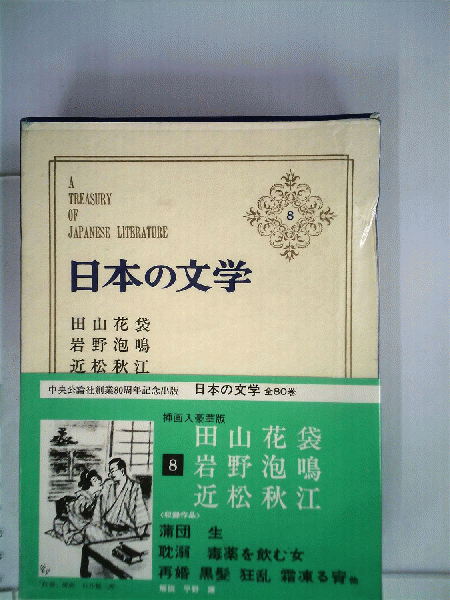 A
TREASURY
OF
JAPANESE LITERATURE
8
日本の文学
田山花袋
岩野泡鳴
近松秋江
中央公論社創業80周年記念出版 日本の文学 全80巻
挿画入豪華版
8
田山花袋
岩野泡鳴
近松秋江
<収録作品>
蒲団 生
耽溺 毒薬を飲む女
再婚 黒髪 狂乱 霜凍る宵 他
解説 平野 謙